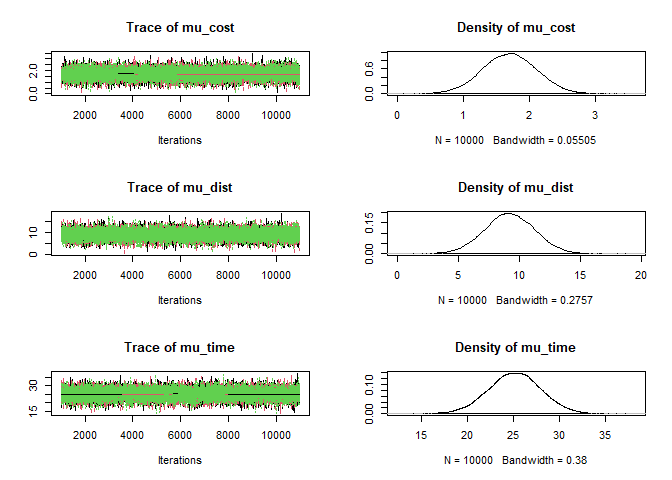 Trace of mu_cost
0.0 2.0
2000 4000 6000 8000 10000
Iterations
Density of mu_cost
0.0 0.6
0 1 2 3
N = 10000 Bandwidth = 0.05505
Trace of mu_dist
0 10
2000 4000 6000 8000 10000
Iterations
Density of mu_dist
0.00 0.15
0 5 10 15 20
N = 10000 Bandwidth = 0.2757
Trace of mu_time
15 30
2000 4000 6000 8000 10000
Iterations
Density of mu_time
0.00 0.10
15 20 25 30 35
N = 10000 Bandwidth = 0.38